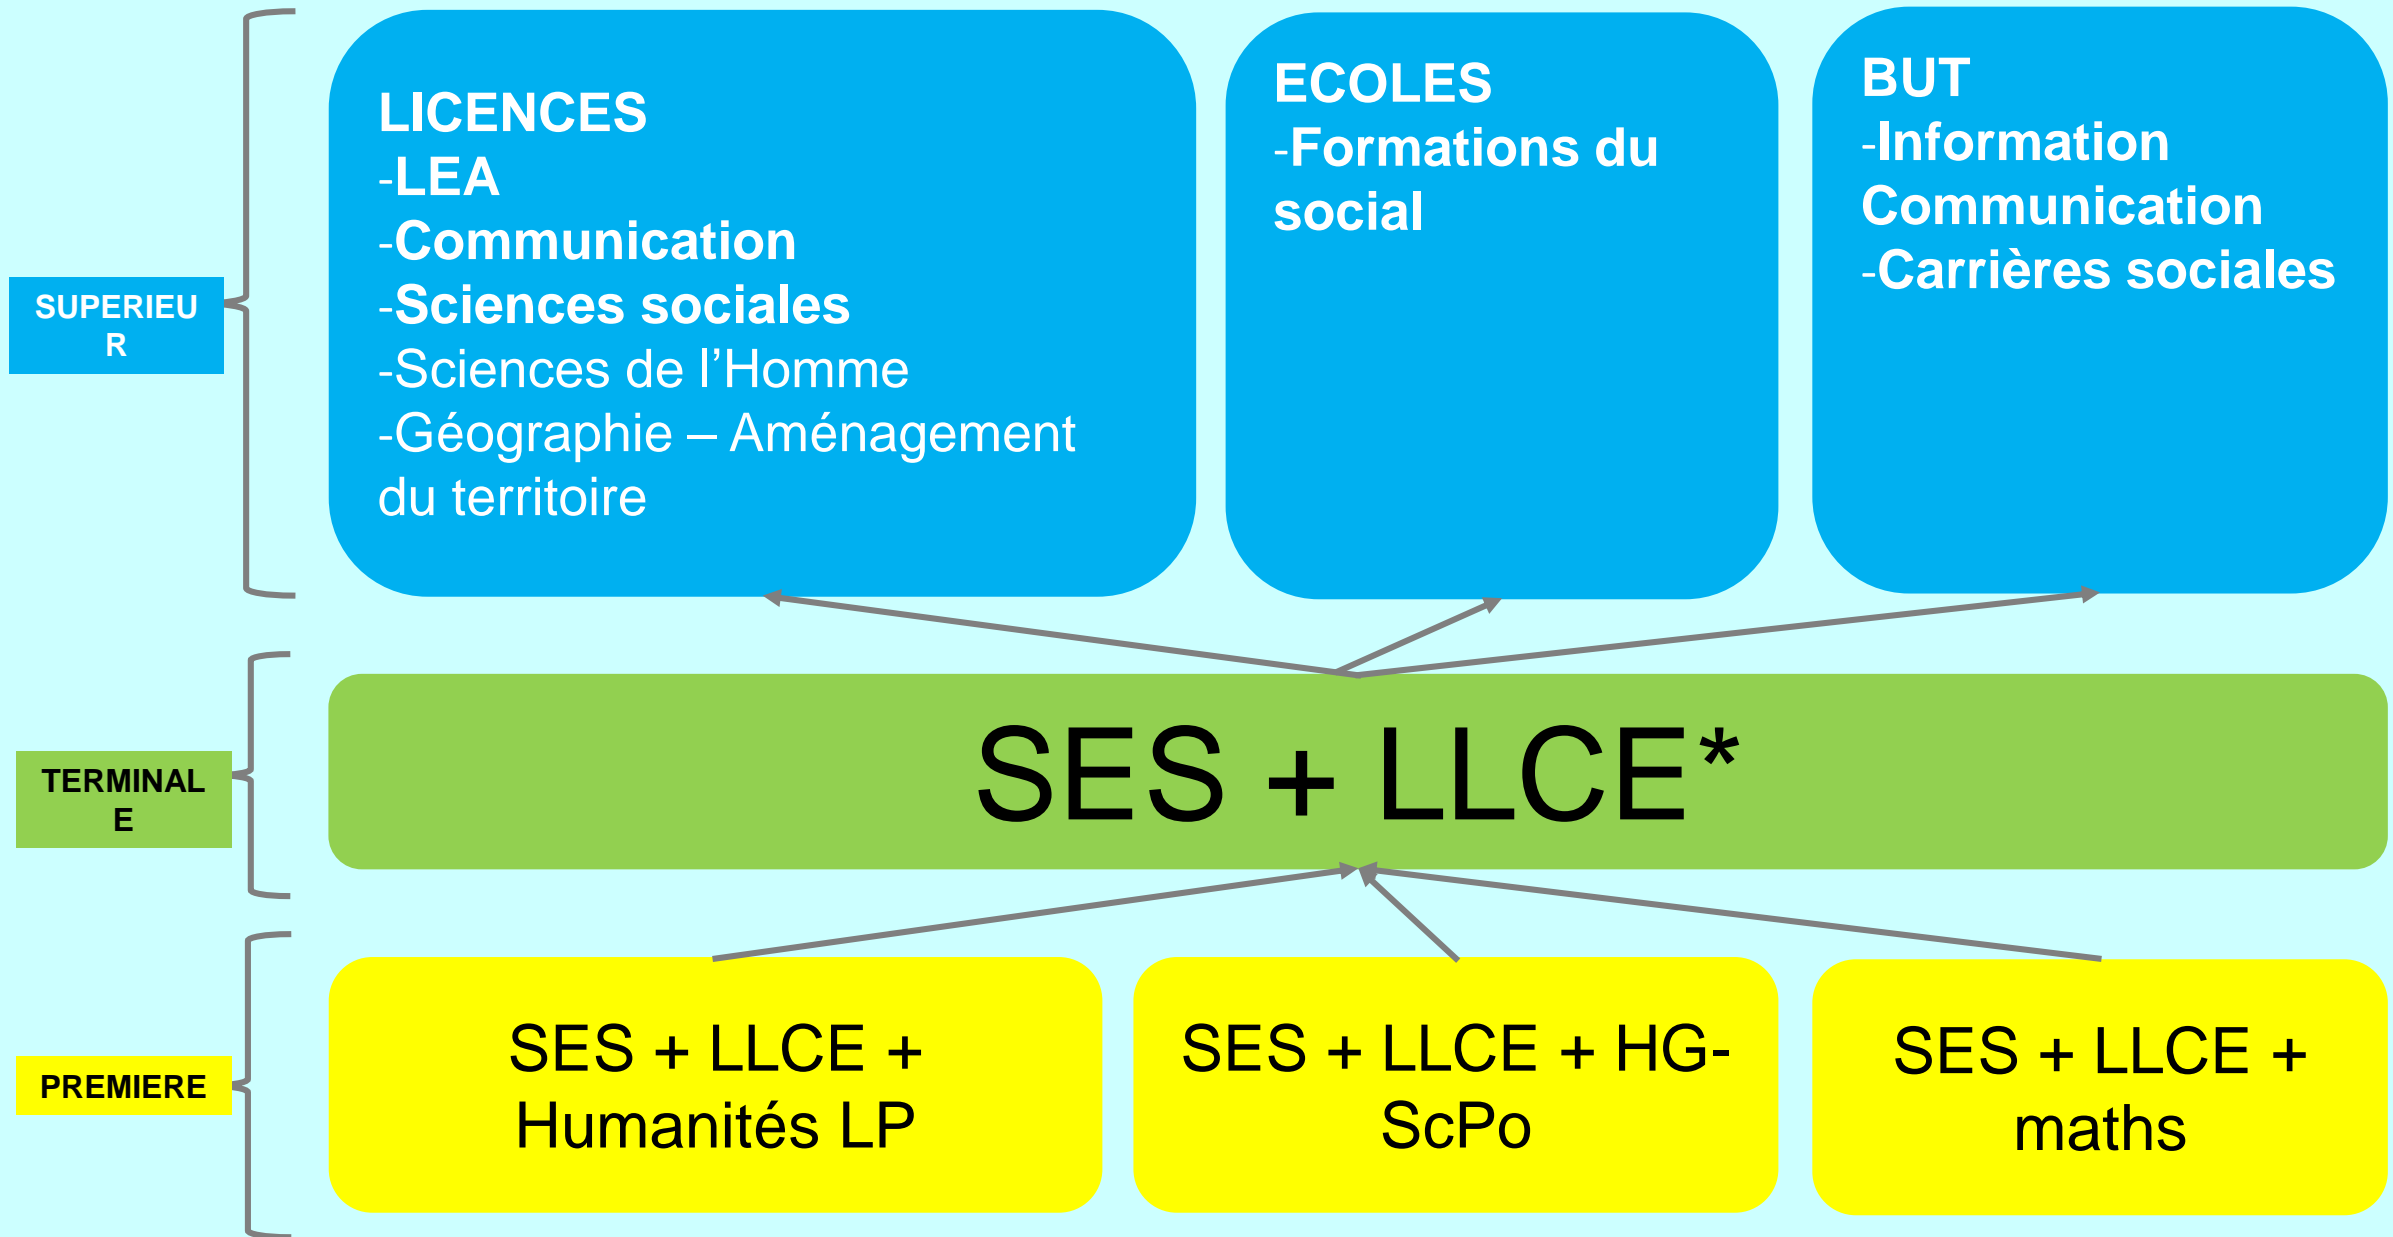 LICENCES
-LEA
-Communication
-Sciences sociales
-Sciences de l’Homme
-Géographie – Aménagement
du territoire
ECOLES
-Formations du
social
BUT
-Information
Communication
-Carrières sociales
SUPERIEU
R
SES + LLCE*
TERMINAL
E
PREMIERE
SES + LLCE +
Humanités LP
SES + LLCE + HG-
ScPo
SES + LLCE +
maths